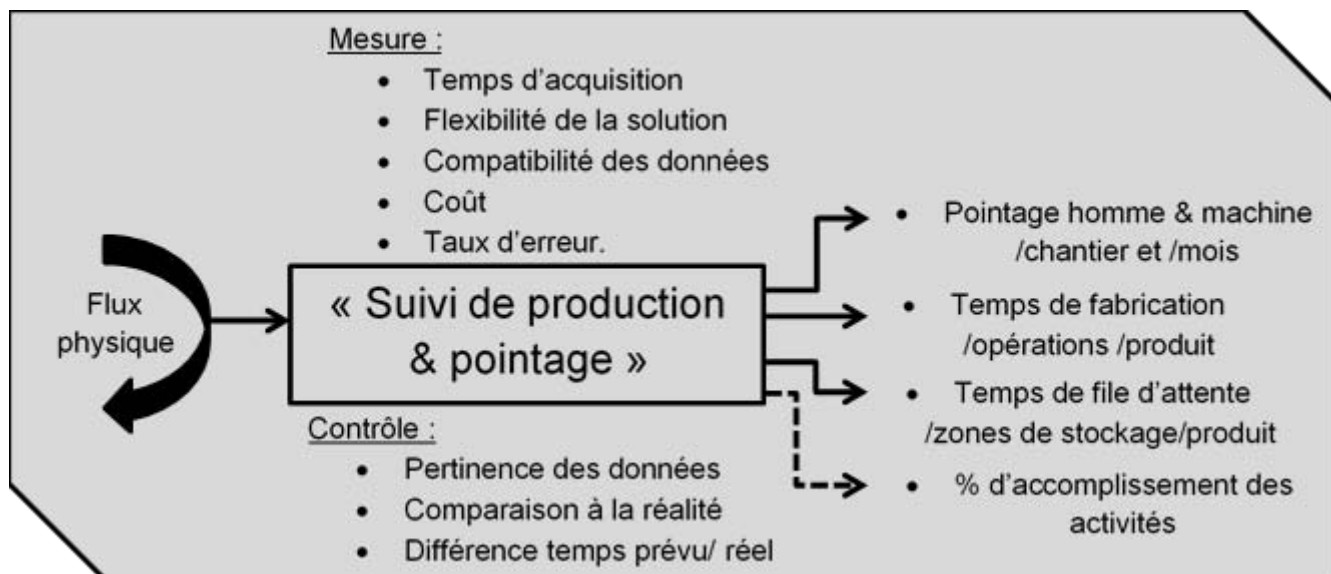 Mesure :
• Temps d'acquisition
• Flexibilité de la solution
• Compatibilité des données
• Coût
• Taux d'erreur.
Flux
physique
« Suivi de production
& pointage »
Contrôle :
• Pertinence des données
• Comparaison à la réalité
• Différence temps prévu/ réel
• Pointage homme & machine
/chantier et /mois
• Temps de fabrication
/opérations /produit
• Temps de file d'attente
/zones de stockage/produit
• % d'accomplissement des
activités